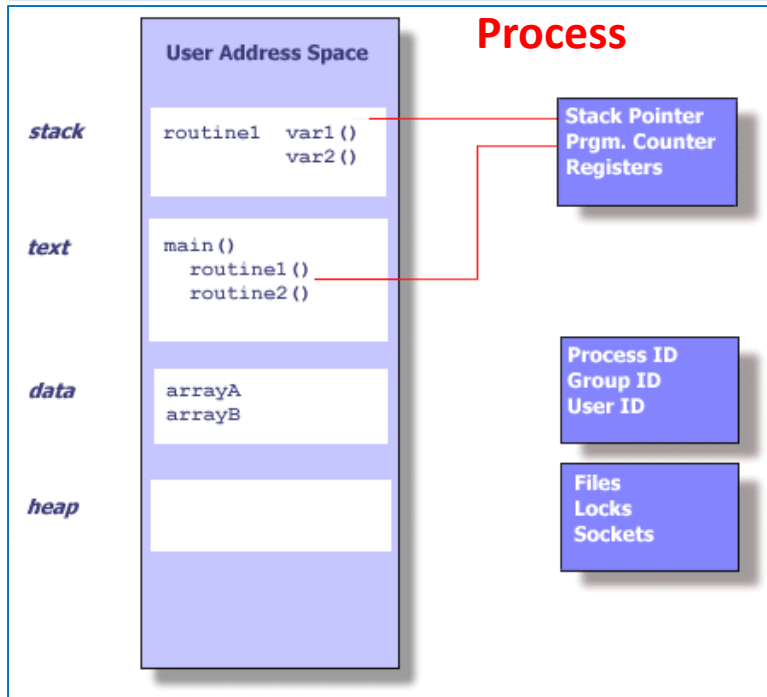 Process
User Address Space
stack
routine1 var1()
var2()
Stack Pointer
Prgm. Counter
Registers
text
main()
routine1()
routine2()
data
arrayA
arrayB
Process ID
Group ID
User ID
heap
Files
Locks
Sockets